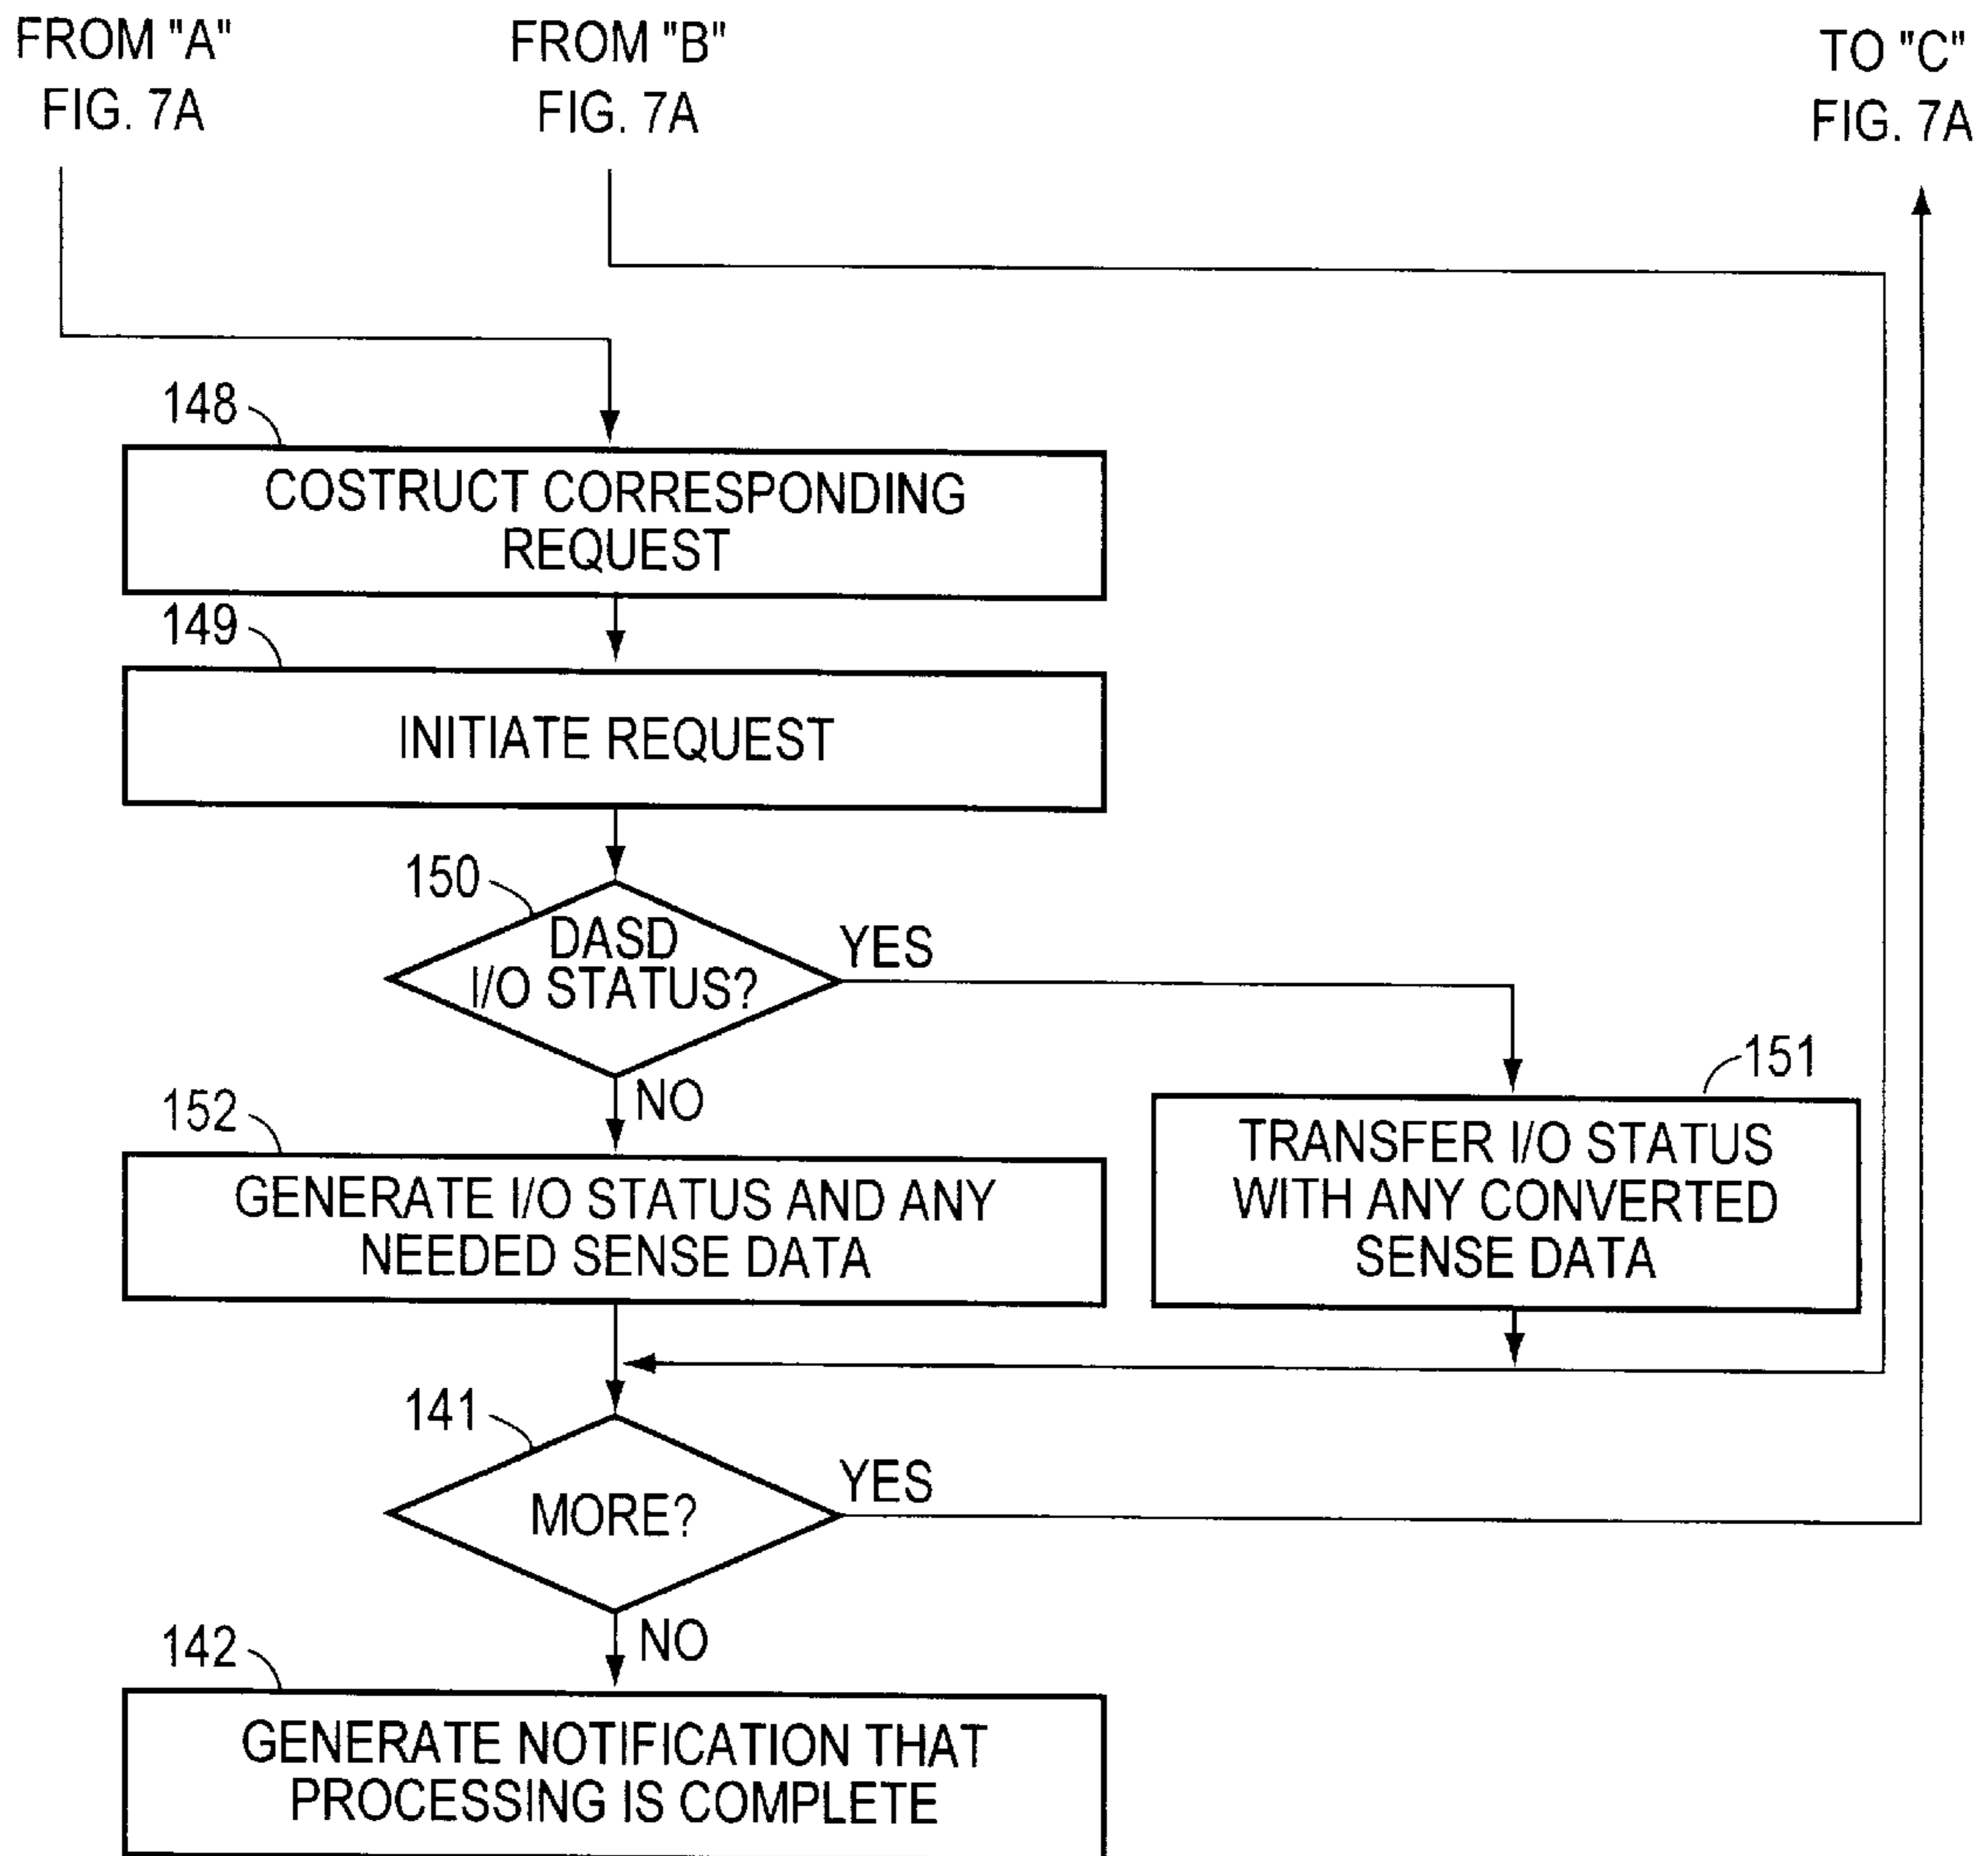 FROM "A"
FIG. 7A
FROM "B"
FIG. 7A
TO "C"
FIG. 7A
148
COSTRUCT CORRESPONDING
REQUEST
149
INITIATE REQUEST
150
DASD
I/O STATUS?
YES
NO
151
TRANSFER I/O STATUS
WITH ANY CONVERTED
SENSE DATA
152
GENERATE I/O STATUS AND ANY
NEEDED SENSE DATA
141
MORE?
YES
NO
142
GENERATE NOTIFICATION THAT
PROCESSING IS COMPLETE